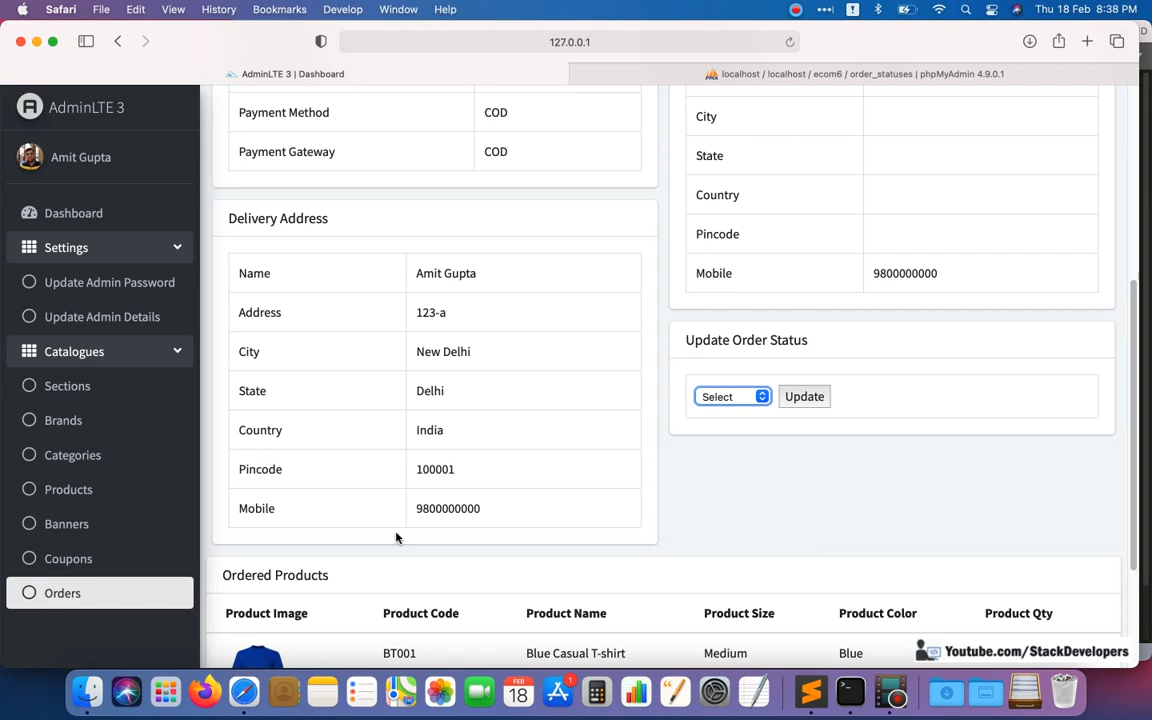 Safari File Edit View History Bookmarks Develop Window Help Thu 18 Feb 8:38 PM
127.0.0.1
AdminLTE 3 | Dashboard
localhost / localhost / ecom6 / order_statuses | phpMyAdmin 4.9.0.1
AdminLTE 3
Amit Gupta
Dashboard
Settings
Update Admin Password
Update Admin Details
Catalogues
Sections
Brands
Categories
Products
Banners
Coupons
Orders
Payment Method COD
Payment Gateway COD
Delivery Address
Name Amit Gupta
Address 123-a
City New Delhi
State Delhi
Country India
Pincode 100001
Mobile 9800000000
City
State
Country
Pincode
Mobile 9800000000
Update Order Status
Select Update
Ordered Products
Product Image Product Code Product Name Product Size Product Color Product Qty
BT001 Blue Casual T-shirt Medium Blue
Youtube.com/StackDevelopers
FEB
18
1